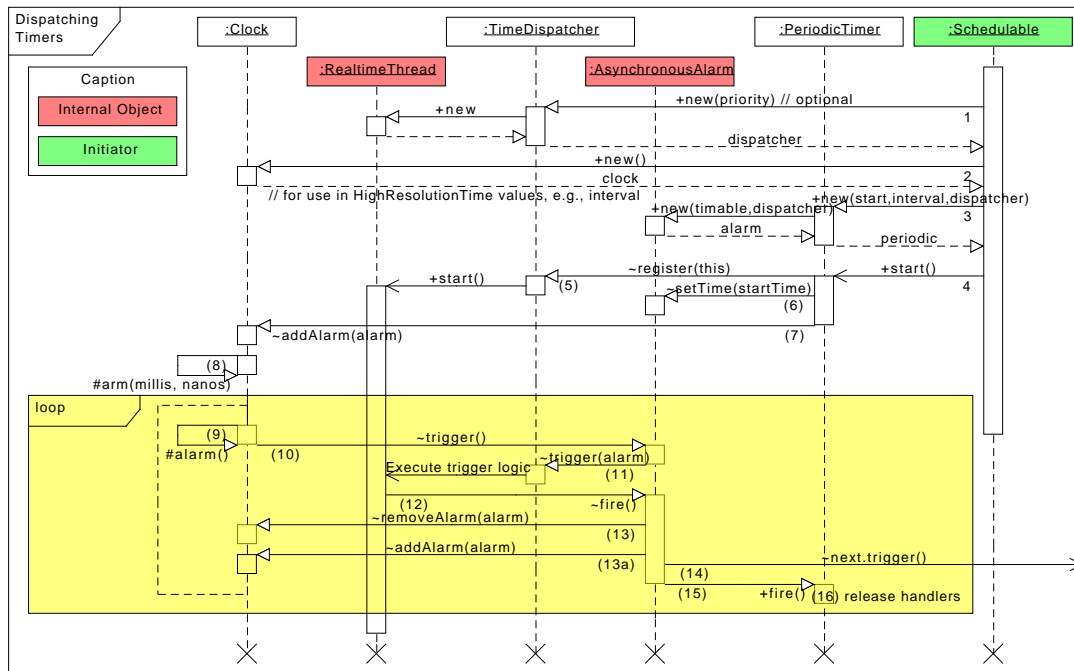 Dispatching
Timers
:Clock
:TimeDispatcher
:PeriodicTimer
:Schedulable
:RealtimeThread
:AsynchronousAlarm
Caption
Internal Object
Initiator
+new(priority) // optional
1
+new
dispatcher
+new()
2
clock
// for use in HighResolutionTime values, e.g., interval
+new(start,interval,dispatcher)
3
+new(timable,dispatcher)
alarm
periodic
+start()
4
~register(this)
(5)
+start()
~setTime(startTime)
(6)
~addAlarm(alarm)
(7)
(8)
#arm(millis, nanos)
loop
(9)
#alarm()
(10)
~trigger()
~trigger(alarm)
(11)
Execute trigger logic
(12)
~fire()
~removeAlarm(alarm)
(13)
~addAlarm(alarm)
(13a)
~next.trigger()
(14)
(15)
+fire()
(16) release handlers